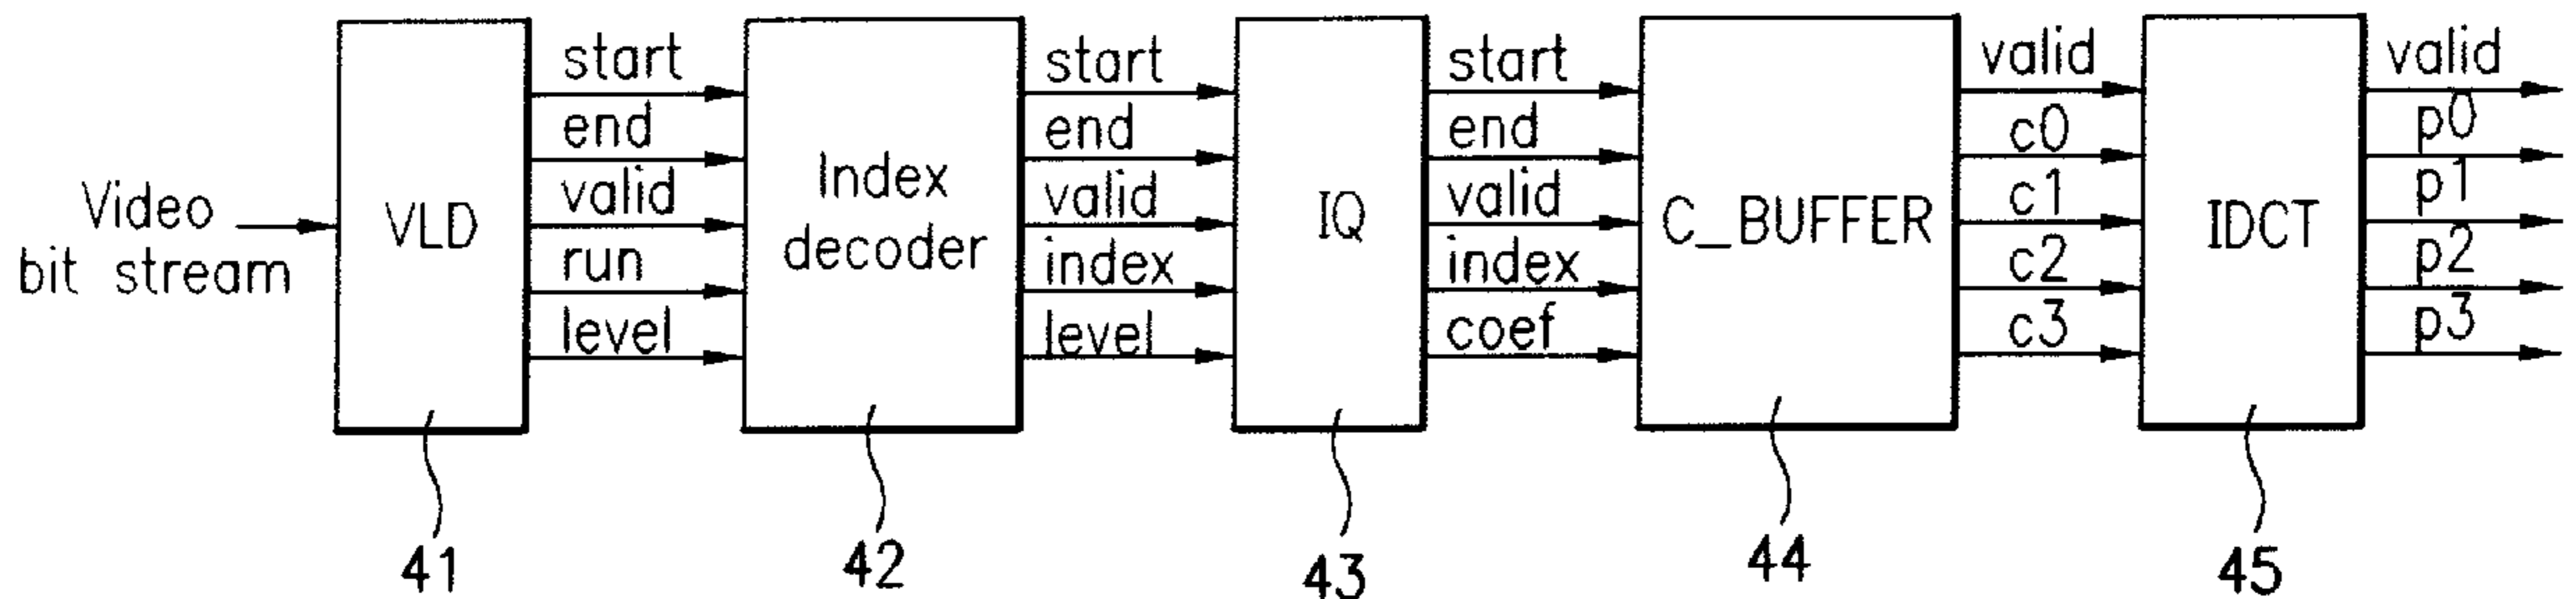 Video
bit stream
VLD
start
end
valid
run
level
Index
decoder
start
end
valid
index
level
IQ
start
end
valid
index
coef
C_BUFFER
valid
c0
c1
c2
c3
IDCT
valid
p0
p1
p2
p3
41
42
43
44
45